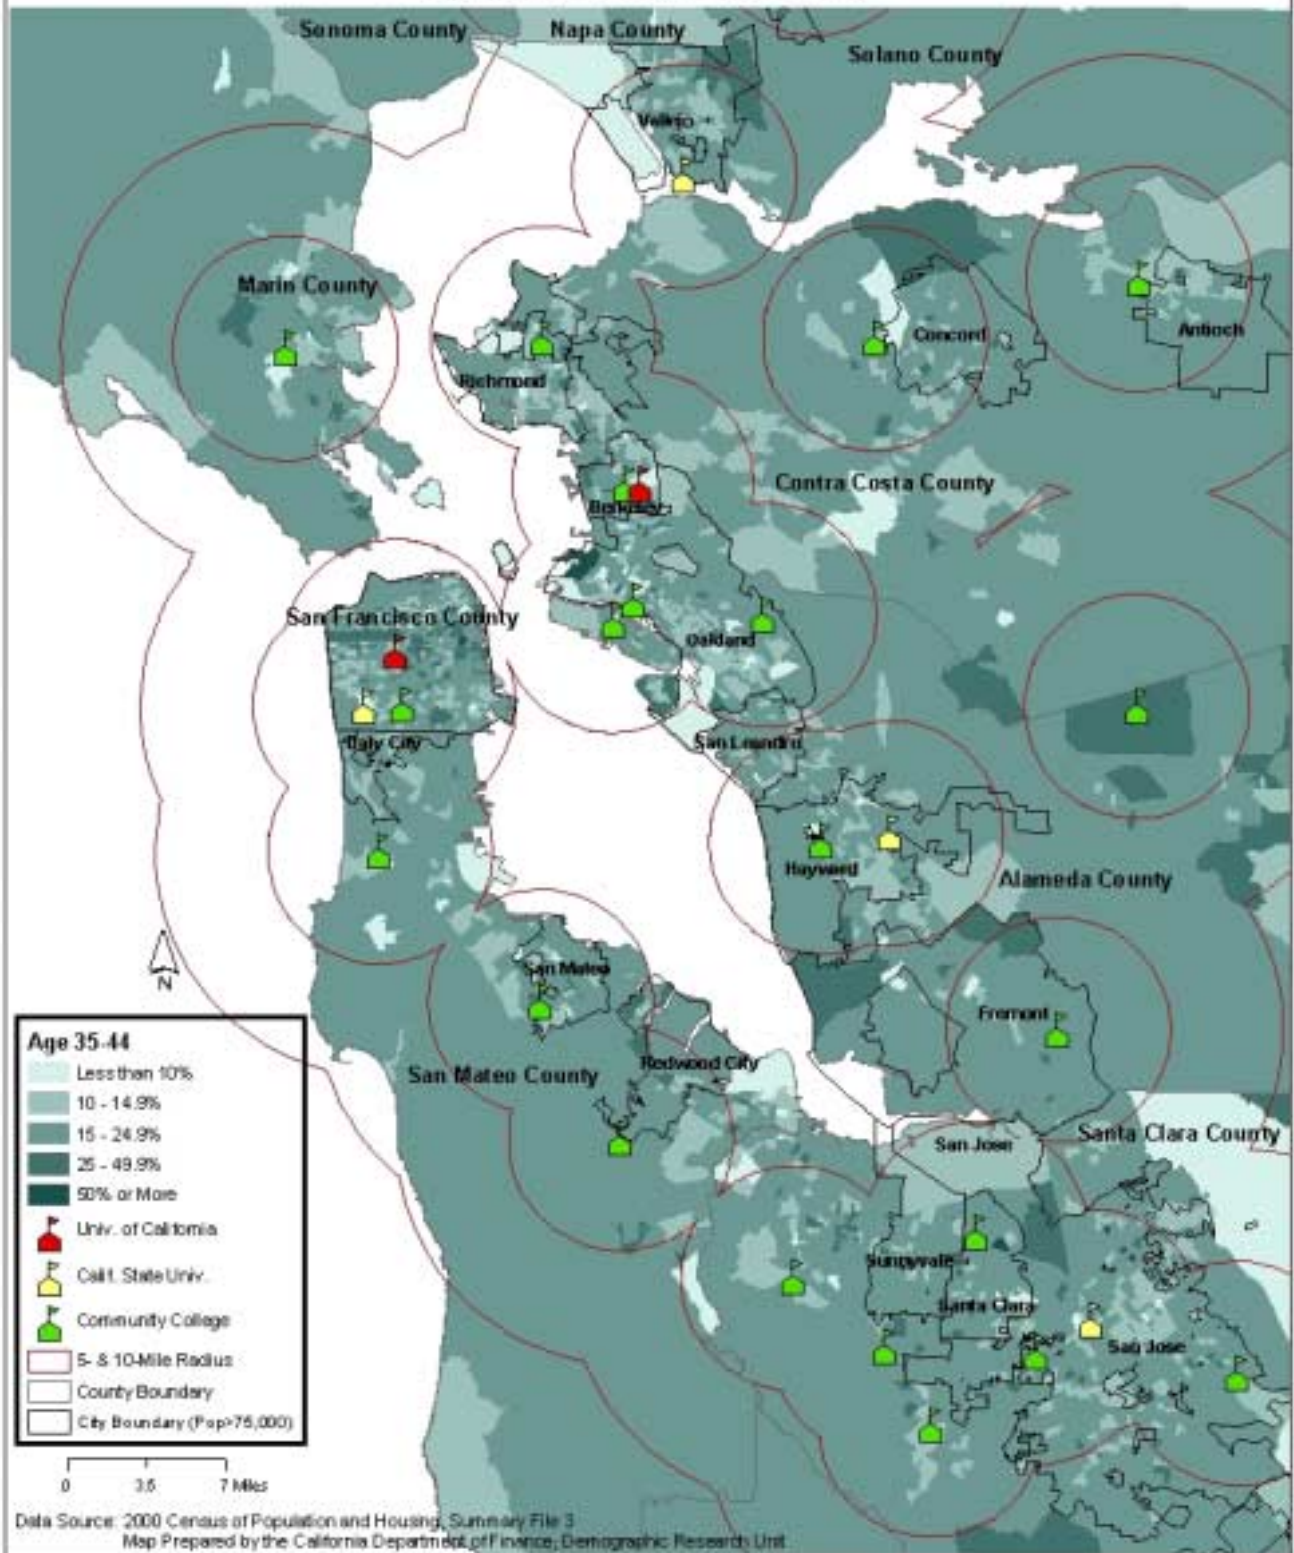 Sonoma County
Napa County
Solano County
Vallejo
Marin County
Concord
Antioch
Richmond
Contra Costa County
Berkeley
San Francisco County
Oakland
Daly City
San Leandro
Hayward
Alameda County
San Mateo
Fremont
Redwood City
San Mateo County
San Jose
Santa Clara County
Sunnyvale
Santa Clara
San Jose
N
Age 35-44
Less than 10%
10 - 14.9%
15 - 24.9%
25 - 49.9%
50% or More
Univ. of California
Calif. State Univ.
Community College
5- & 10-Mile Radius
County Boundary
City Boundary (Pop>75,000)
0 3.5 7 Miles
Data Source: 2000 Census of Population and Housing, Summary File 3
Map Prepared by the California Department of Finance, Demographic Research Unit